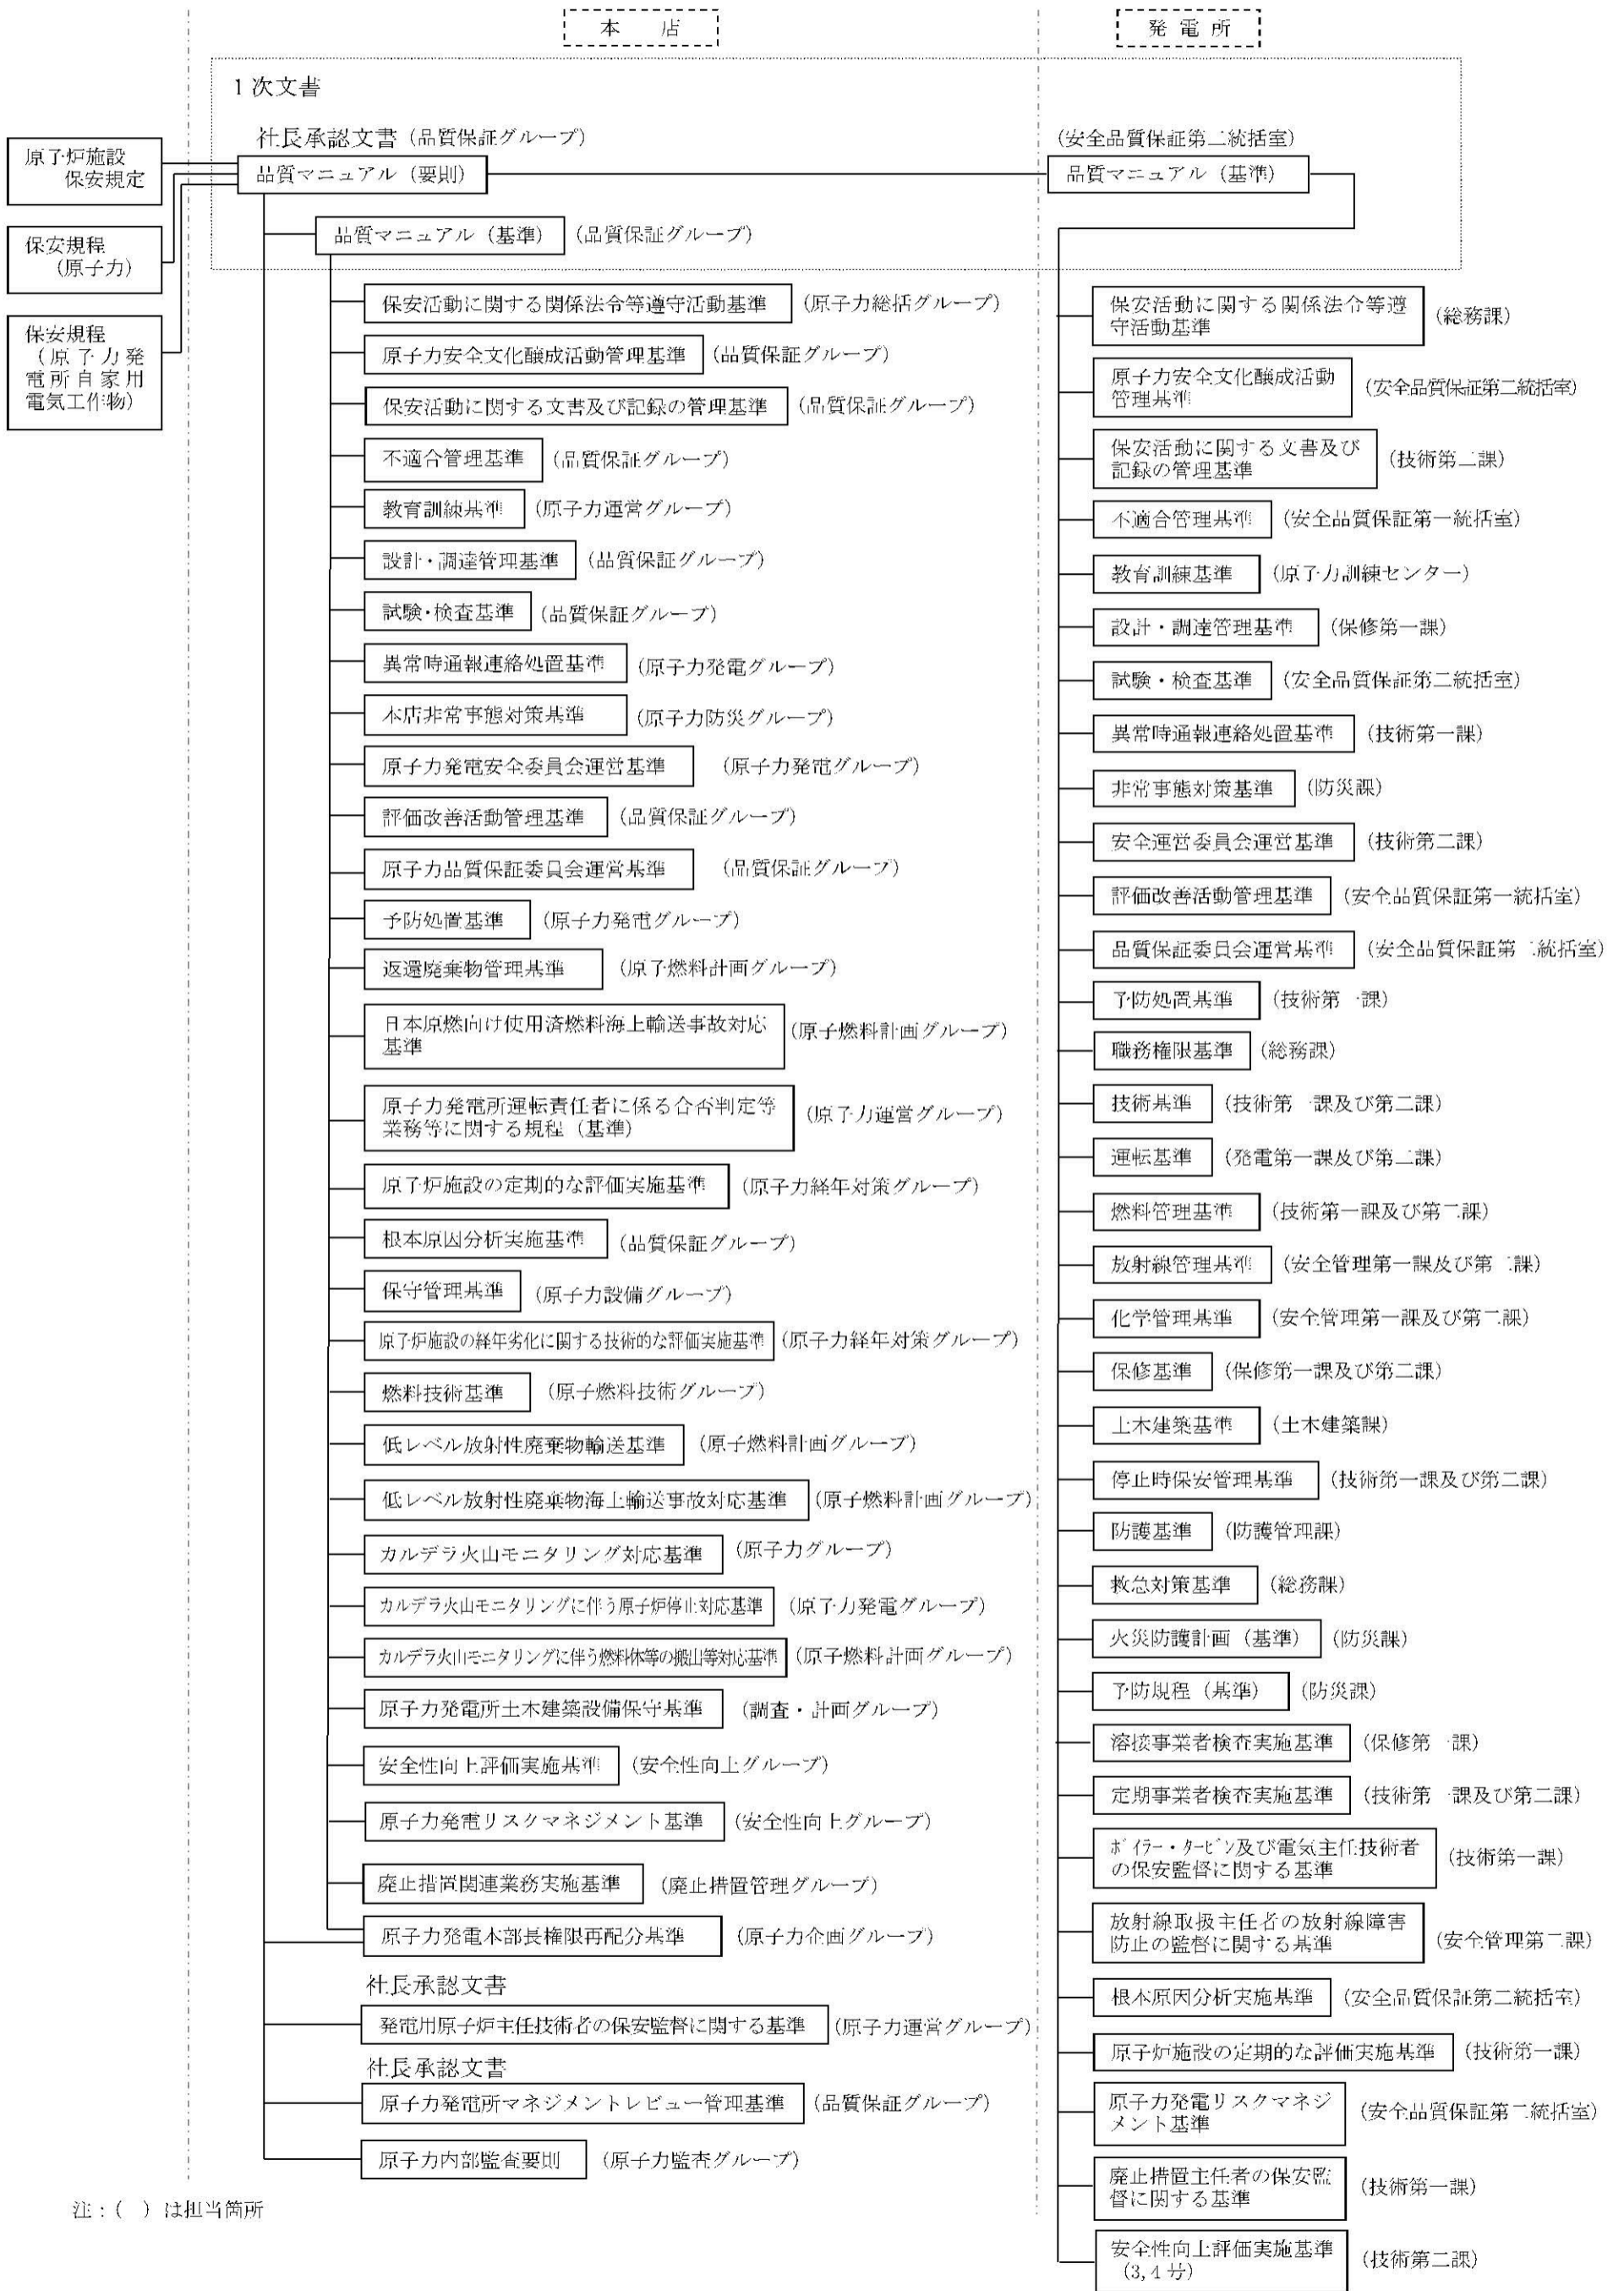 本 店
発 電 所
1 次文書
社長承認文書（品質保証グループ）
（安全品質保証第二統括室）
原子炉施設
保安規定
品質マニュアル（要則）
品質マニュアル（基準）
保安規程
（原子力）
品質マニュアル（基準）（品質保証グループ）
保安規程
（原子力発
電所自家用
電気工作物）
保安活動に関する関係法令等遵守活動基準（原子力総括グループ）
原子力安全文化醸成活動管理基準（品質保証グループ）
保安活動に関する文書及び記録の管理基準（品質保証グループ）
不適合管理基準（品質保証グループ）
教育訓練基準（原子力運営グループ）
設計・調達管理基準（品質保証グループ）
試験・検査基準（品質保証グループ）
異常時通報連絡処置基準（原子力発電グループ）
本店非常事態対策基準（原子力防災グループ）
原子力発電安全委員会運営基準（原子力発電グループ）
評価改善活動管理基準（品質保証グループ）
原子力品質保証委員会運営基準（品質保証グループ）
予防処置基準（原子力発電グループ）
返還廃棄物管理基準（原子燃料計画グループ）
日本原燃向け使用済燃料海上輸送事故対応
基準（原子燃料計画グループ）
原子力発電所運転責任者に係る合否判定等
業務等に関する規程（基準）（原子力運営グループ）
原子炉施設の定期的な評価実施基準（原子力経年対策グループ）
根本原因分析実施基準（品質保証グループ）
保守管理基準（原子力設備グループ）
原子炉施設の経年劣化に関する技術的な評価実施基準（原子力経年対策グループ）
燃料技術基準（原子燃料技術グループ）
低レベル放射性廃棄物輸送基準（原子燃料計画グループ）
低レベル放射性廃棄物海上輸送事故対応基準（原子燃料計画グループ）
カルデラ火山モニタリング対応基準（原子力グループ）
カルデラ火山モニタリングに伴う原子炉停止対応基準（原子力発電グループ）
カルデラ火山モニタリングに伴う燃料体等の搬出等対応基準（原子燃料計画グループ）
原子力発電所土木建築設備保守基準（調査・計画グループ）
安全性向上評価実施基準（安全性向上グループ）
原子力発電リスクマネジメント基準（安全性向上グループ）
廃止措置関連業務実施基準（廃止措置管理グループ）
原子力発電本部長権限再配分基準（原子力企画グループ）
社長承認文書
発電用原子炉主任技術者の保安監督に関する基準（原子力運営グループ）
社長承認文書
原子力発電所マネジメントレビュー管理基準（品質保証グループ）
原子力内部監査要則（原子力監査グループ）
保安活動に関する関係法令等遵
守活動基準（総務課）
原子力安全文化醸成活動
管理基準（安全品質保証第二統括室）
保安活動に関する文書及び
記録の管理基準（技術第二課）
不適合管理基準（安全品質保証第一統括室）
教育訓練基準（原子力訓練センター）
設計・調達管理基準（保修第一課）
試験・検査基準（安全品質保証第二統括室）
異常時通報連絡処置基準（技術第一課）
非常事態対策基準（防災課）
安全運営委員会運営基準（技術第二課）
評価改善活動管理基準（安全品質保証第一統括室）
品質保証委員会運営基準（安全品質保証第二統括室）
予防処置基準（技術第一課）
職務権限基準（総務課）
技術基準（技術第一課及び第二課）
運転基準（発電第一課及び第二課）
燃料管理基準（技術第一課及び第二課）
放射線管理基準（安全管理第一課及び第二課）
化学管理基準（安全管理第一課及び第二課）
保修基準（保修第一課及び第二課）
土木建築基準（土木建築課）
停止時保安管理基準（技術第一課及び第二課）
防護基準（防護管理課）
救急対策基準（総務課）
火災防護計画（基準）（防災課）
予防規程（基準）（防災課）
溶接事業者検査実施基準（保修第一課）
定期事業者検査実施基準（技術第一課及び第二課）
ﾎﾞｲﾗｰ・ﾀｰﾋﾞﾝ及び電気主任技術者
の保安監督に関する基準（技術第一課）
放射線取扱主任者の放射線障害
防止の監督に関する基準（安全管理第二課）
根本原因分析実施基準（安全品質保証第二統括室）
原子炉施設の定期的な評価実施基準（技術第一課）
原子力発電リスクマネジ
メント基準（安全品質保証第二統括室）
廃止措置主任者の保安監
督に関する基準（技術第一課）
安全性向上評価実施基準
（3,4 号）（技術第二課）
注：（ ）は担当箇所